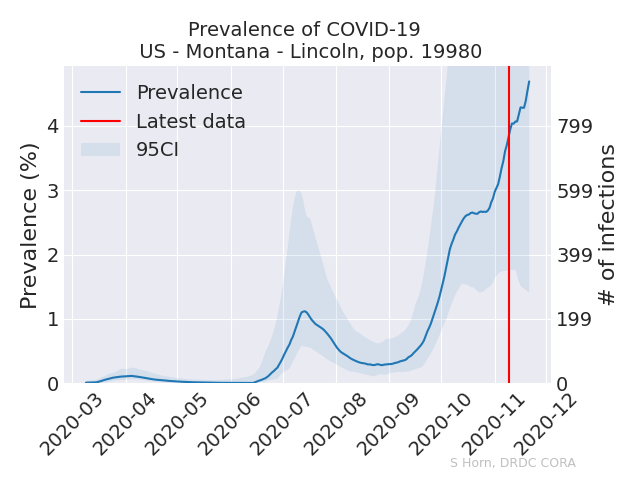 Prevalence of COVID-19
US - Montana - Lincoln, pop. 19980
Prevalence
Latest data
95CI
Prevalence (%)
4
3
2
1
0
799
599
399
199
0
# of infections
2020-03
2020-04
2020-05
2020-06
2020-07
2020-08
2020-09
2020-10
2020-11
2020-12
S Horn, DRDC CORA